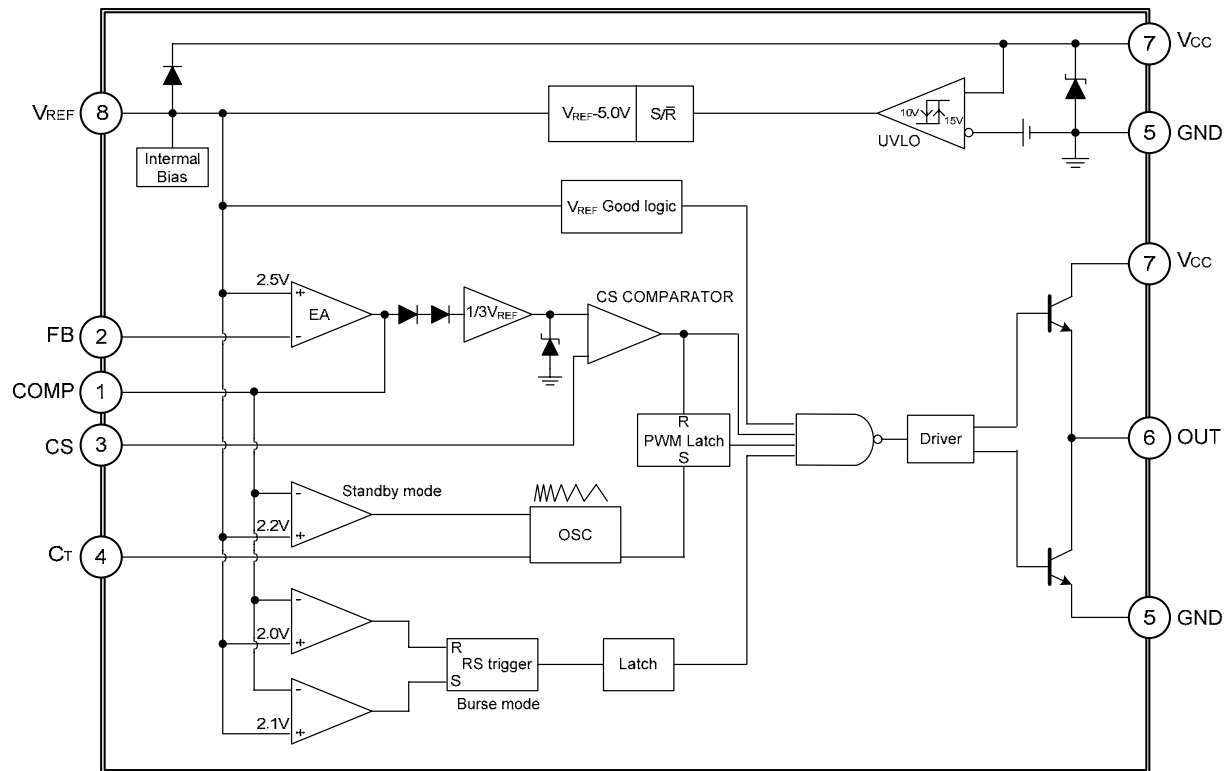 7 VCC
VREF 8
VREF-5.0V S/R̅
10V 15V
UVLO
5 GND
Intermal
Bias
VREF Good logic
7 VCC
2.5V
+
EA
-
1/3VREF
CS COMPARATOR
FB 2
COMP 1
CS 3
R
PWM Latch
S
Driver
6 OUT
Standby mode
-
2.2V +
OSC
CT 4
-
2.0V +
R
RS trigger
S
Latch
Burse mode
-
2.1V +
5 GND